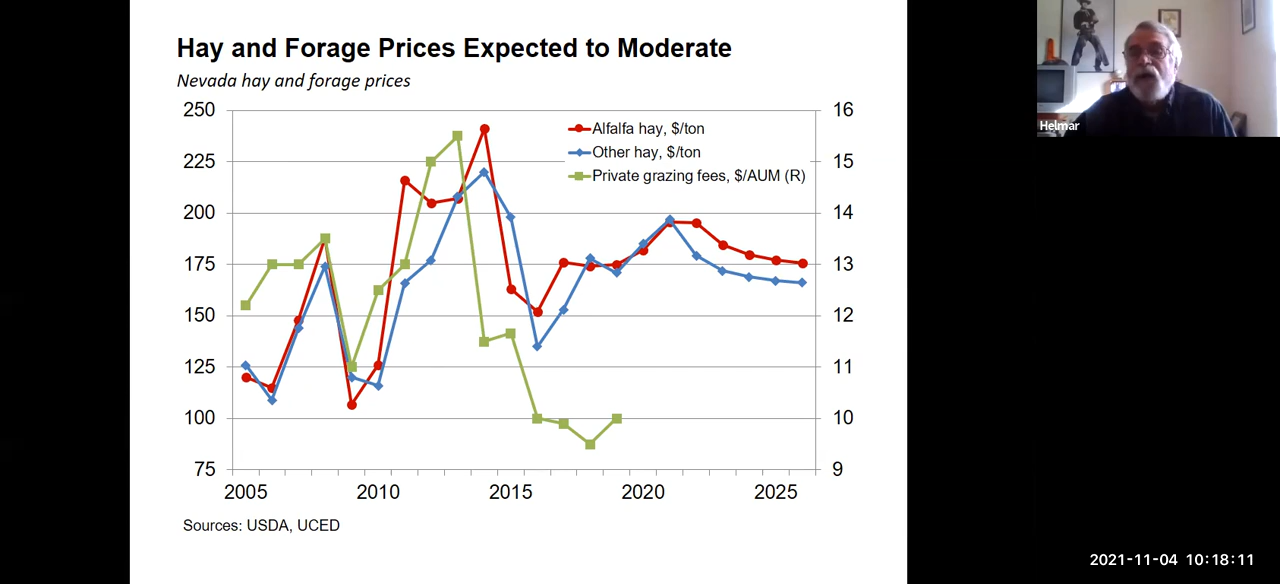 Hay and Forage Prices Expected to Moderate
Nevada hay and forage prices
250
225
200
175
150
125
100
75
16
15
14
13
12
11
10
9
Alfalfa hay, $/ton
Other hay, $/ton
Private grazing fees, $/AUM (R)
2005 2010 2015 2020 2025
Sources: USDA, UCED
Helmar
2021-11-04 10:18:11